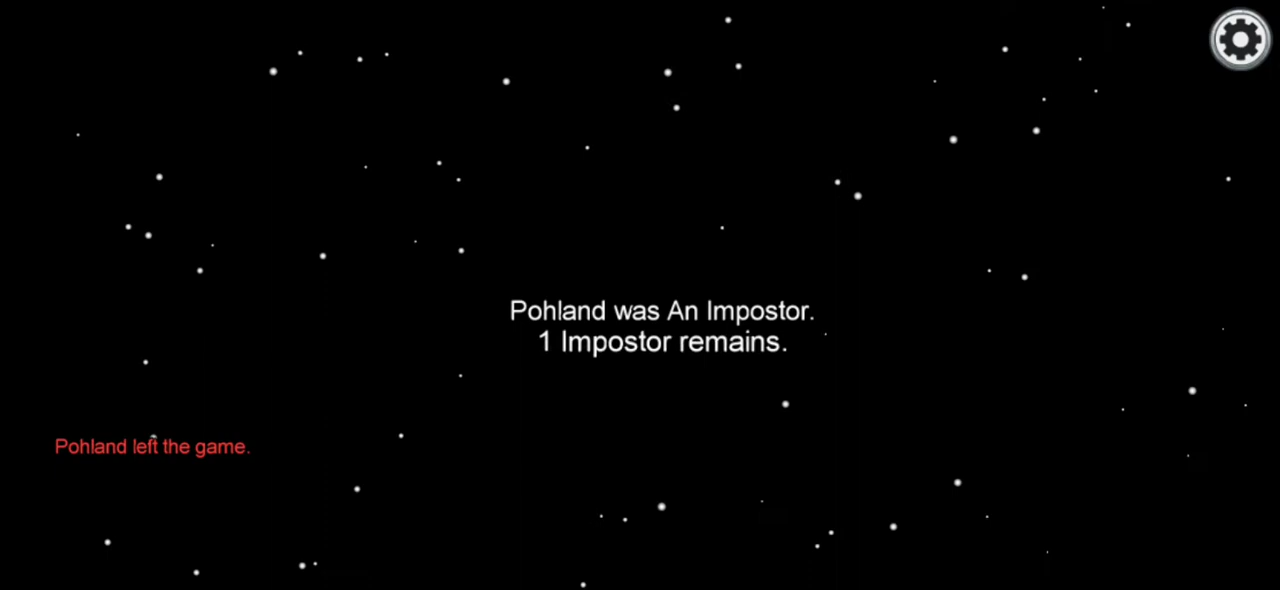 Pohland was An Impostor.
1 Impostor remains.
Pohland left the game.